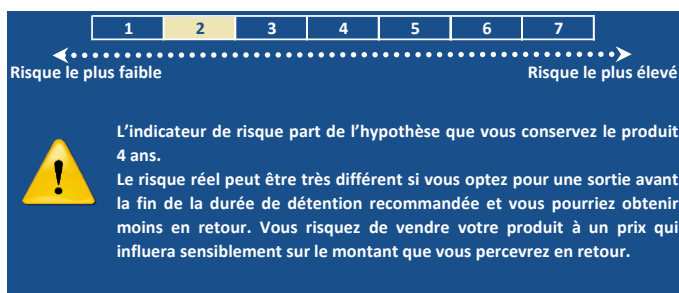 1 2 3 4 5 6 7
Risque le plus faible Risque le plus élevé
L’indicateur de risque part de l’hypothèse que vous conservez le produit
4 ans.
Le risque réel peut être très différent si vous optez pour une sortie avant
la fin de la durée de détention recommandée et vous pourriez obtenir
moins en retour. Vous risquez de vendre votre produit à un prix qui
influera sensiblement sur le montant que vous percevrez en retour.